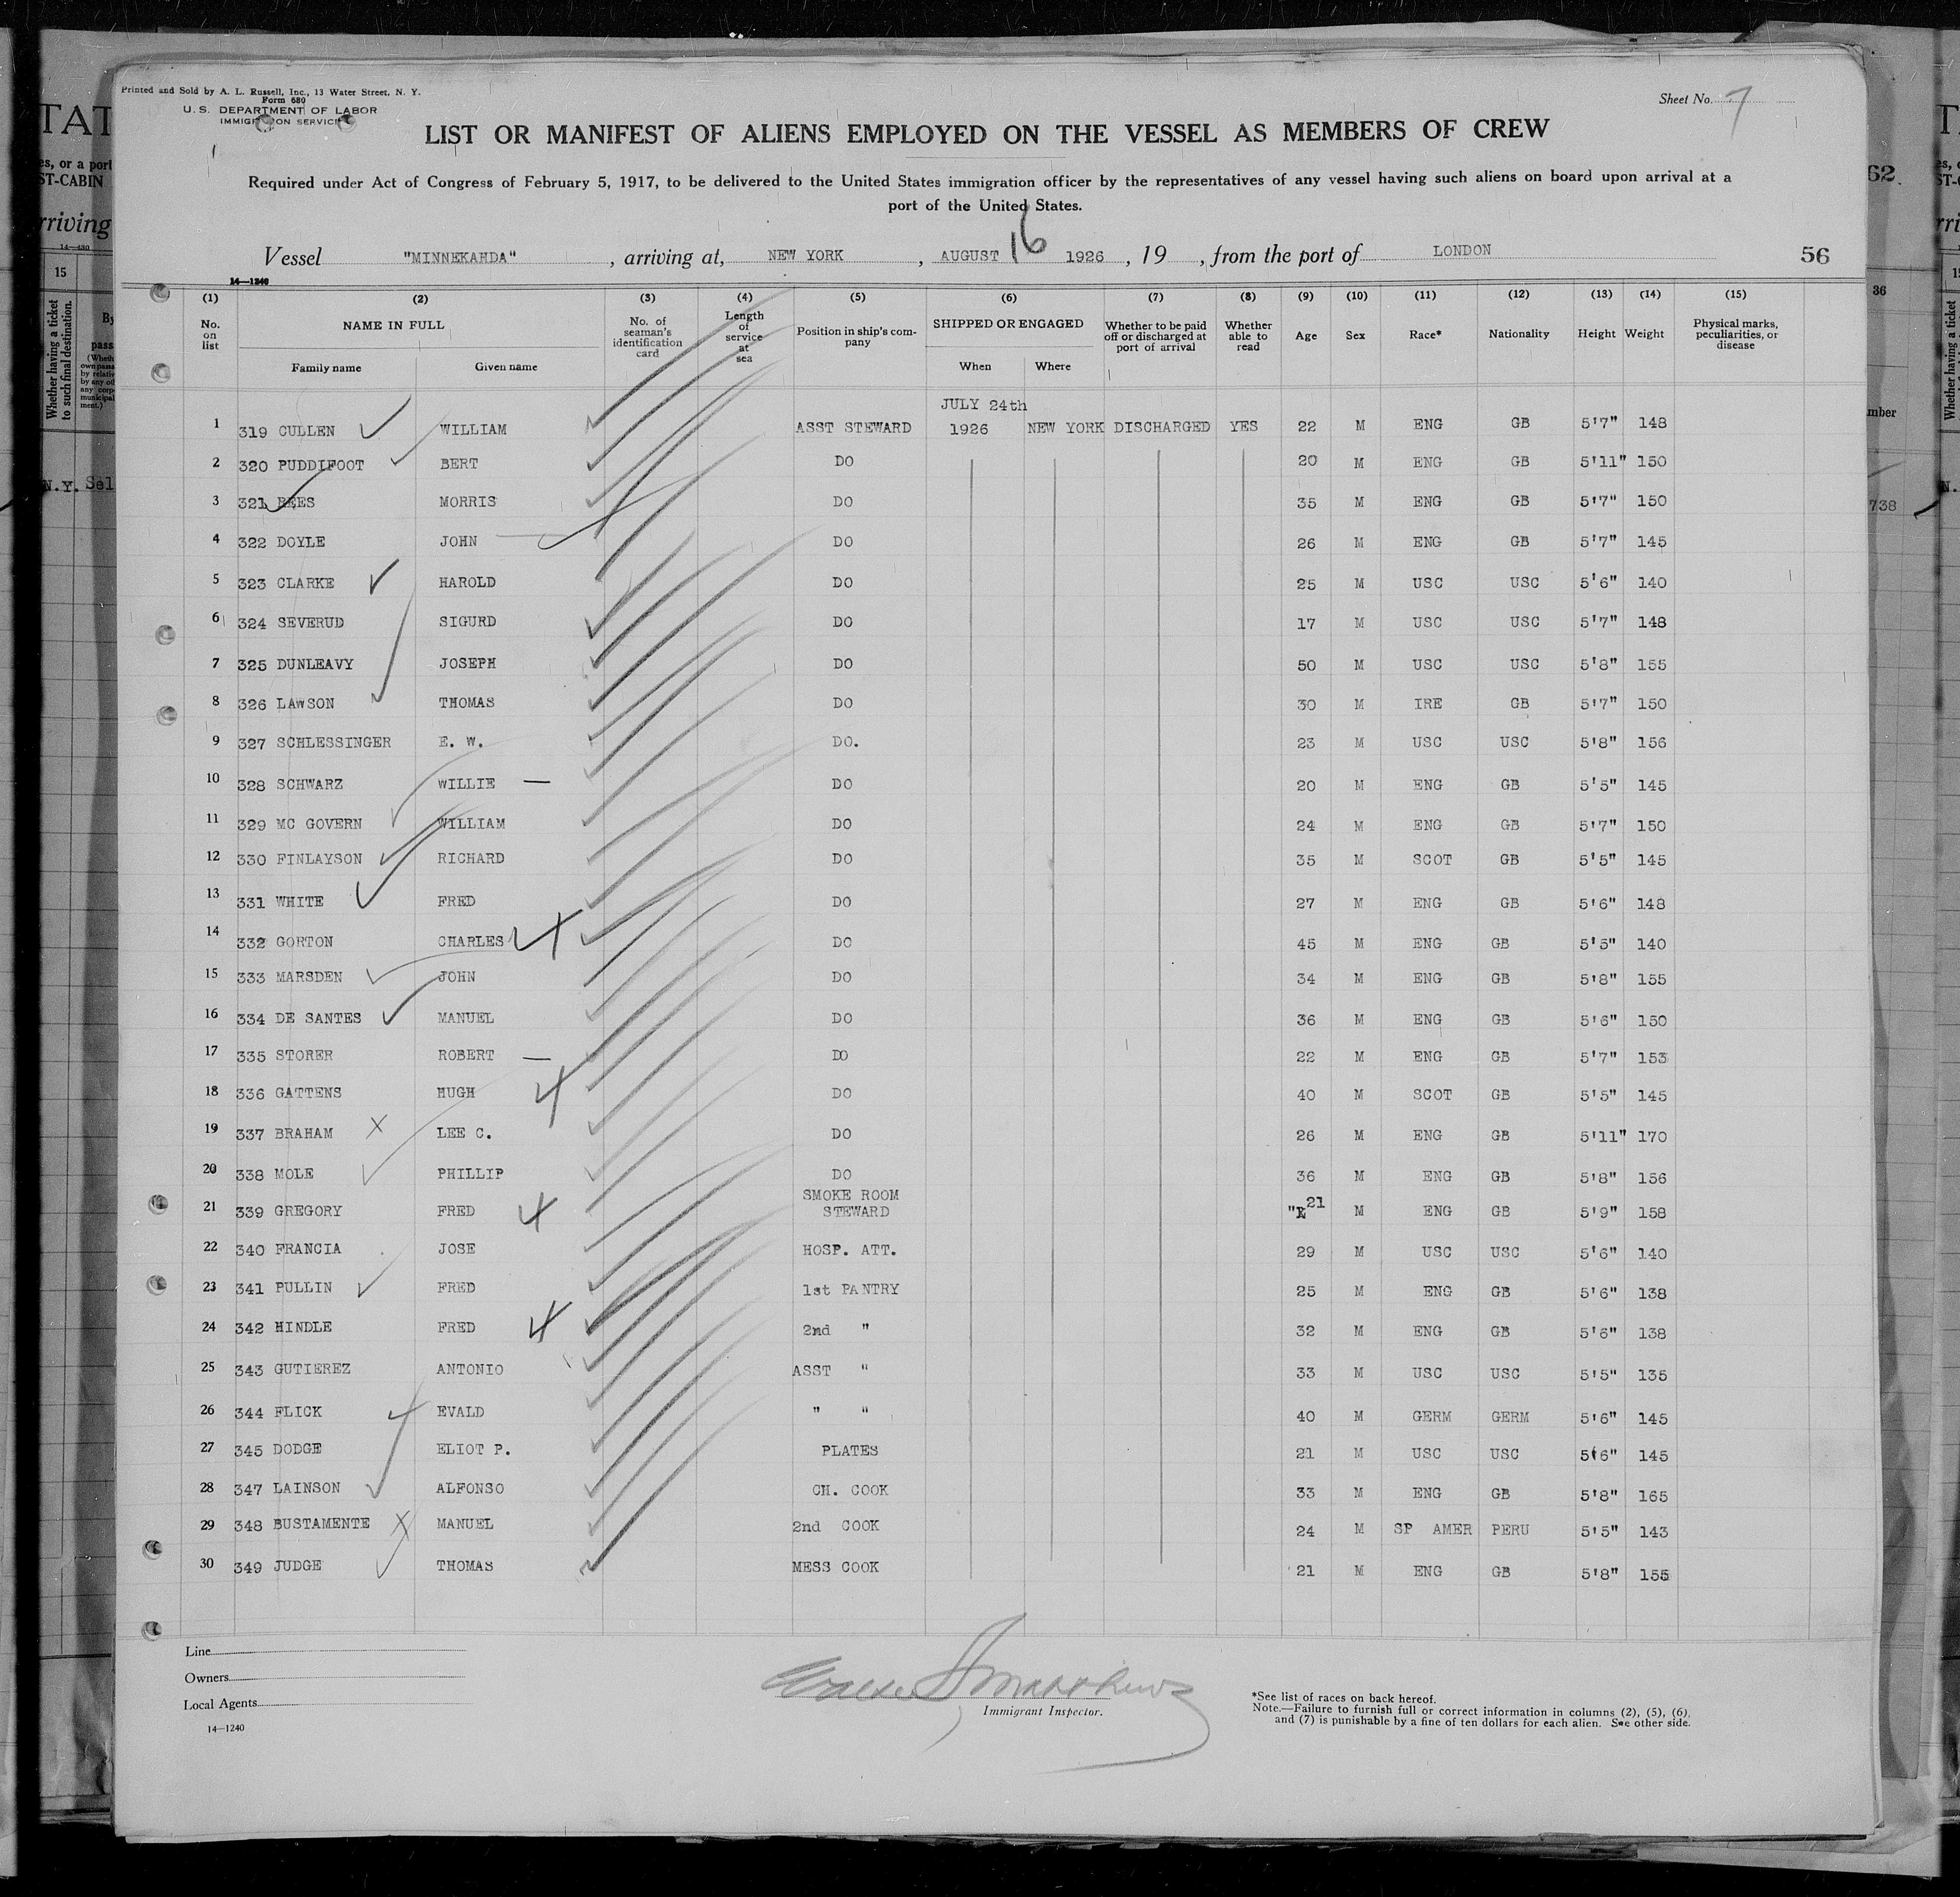 Printed and Sold by A. L. Russell, Inc., 13 Water Street, N. Y.
Form 680
U. S. DEPARTMENT OF LABOR
IMMIGRATION SERVICE
Sheet No. 7
LIST OR MANIFEST OF ALIENS EMPLOYED ON THE VESSEL AS MEMBERS OF CREW
Required under Act of Congress of February 5, 1917, to be delivered to the United States immigration officer by the representatives of any vessel having such aliens on board upon arrival at a
port of the United States.
Vessel "MINNEKAHDA" , arriving at, NEW YORK , AUGUST 16 1926 , 19 , from the port of LONDON 56
14—1240
(1) (2) (3) (4) (5) (6) (7) (8) (9) (10) (11) (12) (13) (14) (15)
No. on list NAME IN FULL Family name Given name No. of seaman's identification card Length of service at sea Position in ship's company SHIPPED OR ENGAGED When Where Whether to be paid off or discharged at port of arrival Whether able to read Age Sex Race* Nationality Height Weight Physical marks, peculiarities, or disease
JULY 24th
1 319 CULLEN WILLIAM ASST STEWARD 1926 NEW YORK DISCHARGED YES 22 M ENG GB 5'7" 148
2 320 PUDDIFOOT BERT DO 20 M ENG GB 5'11" 150
3 321 BEES MORRIS DO 35 M ENG GB 5'7" 150
4 322 DOYLE JOHN DO 26 M ENG GB 5'7" 145
5 323 CLARKE HAROLD DO 25 M USC USC 5'6" 140
6 324 SEVERUD SIGURD DO 17 M USC USC 5'7" 148
7 325 DUNLEAVY JOSEPH DO 50 M USC USC 5'8" 155
8 326 LAWSON THOMAS DO 30 M IRE GB 5'7" 150
9 327 SCHLESSINGER E. W. DO. 23 M USC USC 5'8" 156
10 328 SCHWARZ WILLIE — DO 20 M ENG GB 5'5" 145
11 329 MC GOVERN WILLIAM DO 24 M ENG GB 5'7" 150
12 330 FINLAYSON RICHARD DO 35 M SCOT GB 5'5" 145
13 331 WHITE FRED DO 27 M ENG GB 5'6" 148
14 332 GORTON CHARLES DO 45 M ENG GB 5'5" 140
15 333 MARSDEN JOHN DO 34 M ENG GB 5'8" 155
16 334 DE SANTES MANUEL DO 36 M ENG GB 5'6" 150
17 335 STORER ROBERT — DO 22 M ENG GB 5'7" 153
18 336 GATTENS HUGH DO 40 M SCOT GB 5'5" 145
19 337 BRAHAM X LEE C. DO 26 M ENG GB 5'11" 170
20 338 MOLE PHILLIP DO 36 M ENG GB 5'8" 156
21 339 GREGORY FRED SMOKE ROOM STEWARD 21 M ENG GB 5'9" 158
22 340 FRANCIA JOSE HOSP. ATT. 29 M USC USC 5'6" 140
23 341 PULLIN FRED 1st PANTRY 25 M ENG GB 5'6" 138
24 342 HINDLE FRED 2nd " 32 M ENG GB 5'6" 138
25 343 GUTIEREZ ANTONIO ASST " 33 M USC USC 5'5" 135
26 344 FLICK EVALD " " 40 M GERM GERM 5'6" 145
27 345 DODGE ELIOT P. PLATES 21 M USC USC 5'6" 145
28 347 LAINSON ALFONSO CH. COOK 33 M ENG GB 5'8" 165
29 348 BUSTAMENTE X MANUEL 2nd COOK 24 M SP AMER PERU 5'5" 143
30 349 JUDGE THOMAS MESS COOK 21 M ENG GB 5'8" 155
Line
Owners
Local Agents
14—1240
Immigrant Inspector.
*See list of races on back hereof.
Note.—Failure to furnish full or correct information in columns (2), (5), (6),
and (7) is punishable by a fine of ten dollars for each alien. See other side.